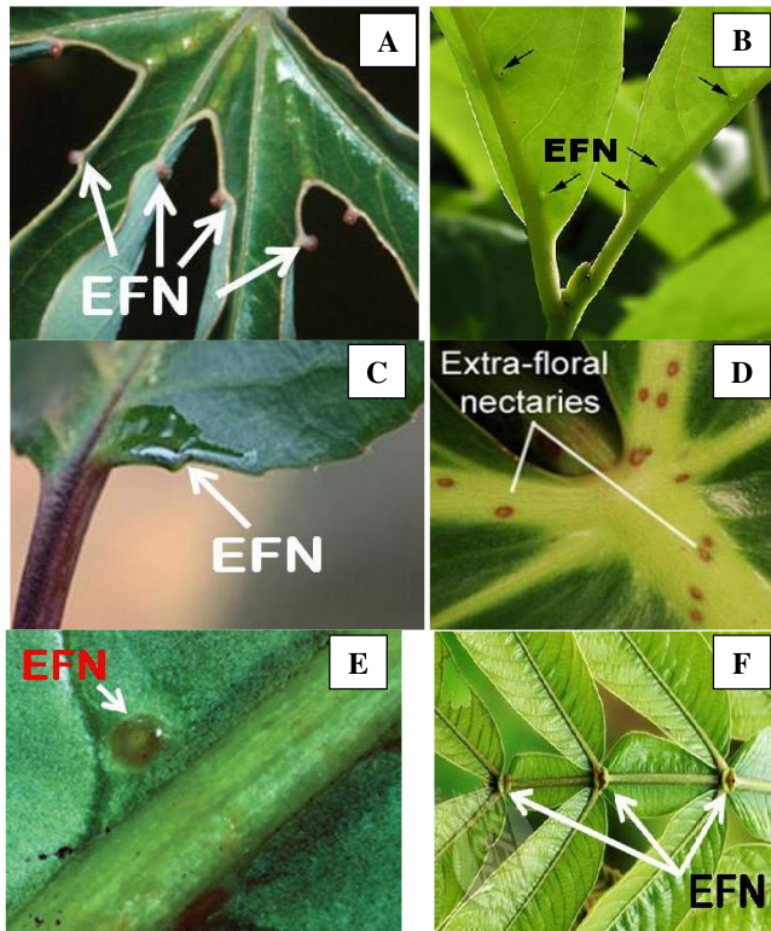 A
EFN
B
EFN
C
EFN
D
Extra-floral
nectaries
E
EFN
F
EFN